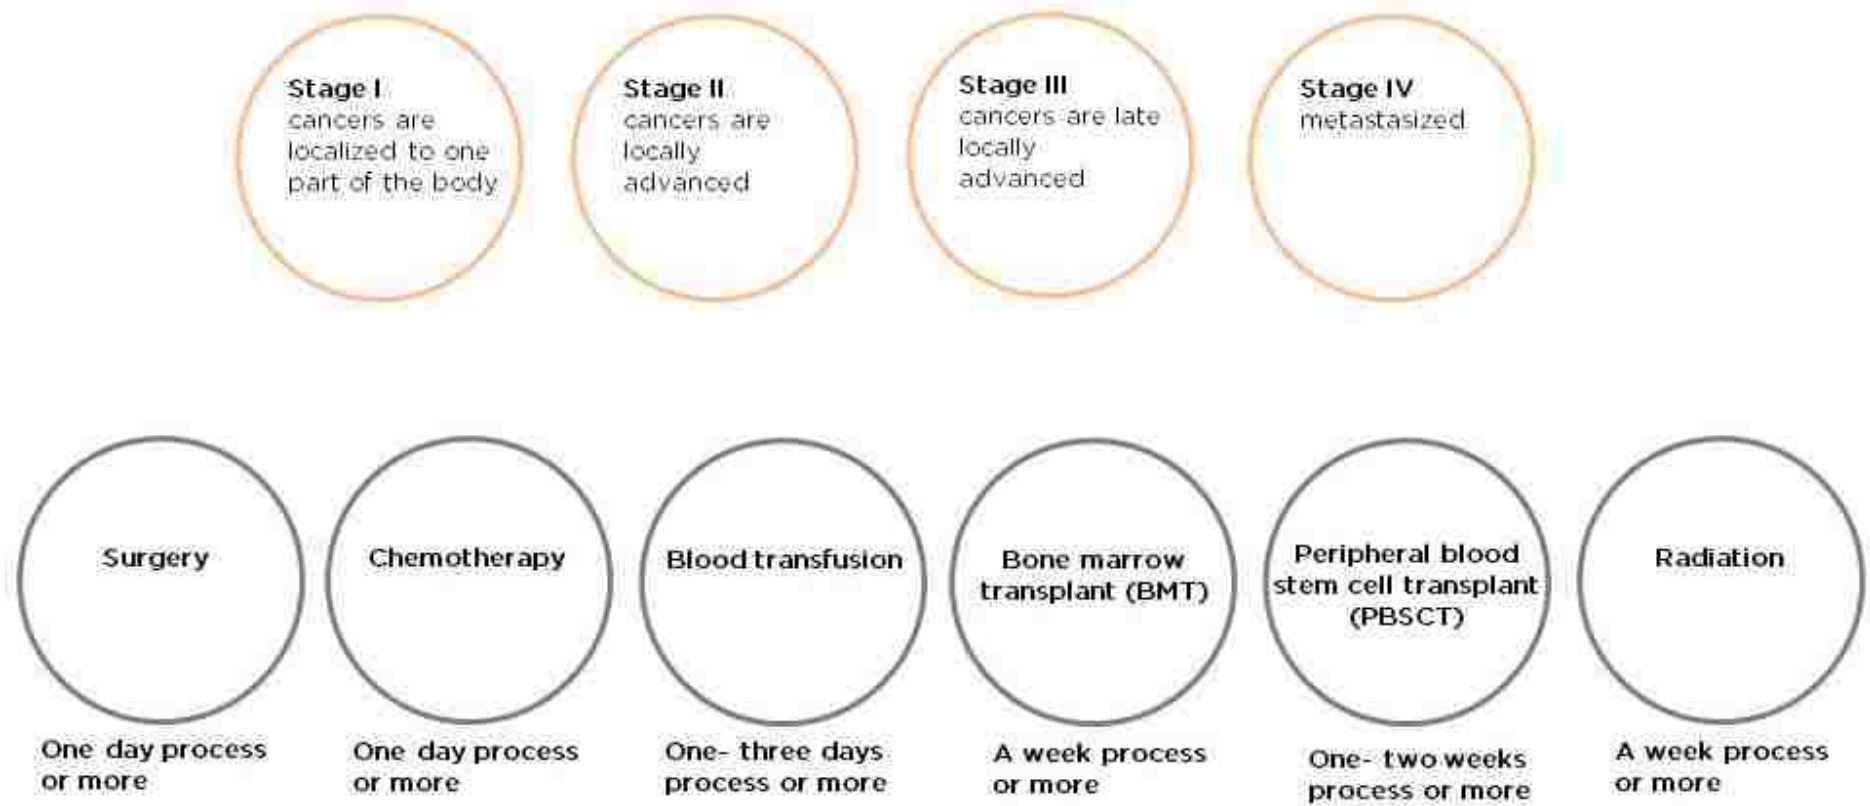 Stage I
cancers are
localized to one
part of the body
Stage II
cancers are
locally
advanced
Stage III
cancers are late
locally
advanced
Stage IV
metastasized
Surgery
Chemotherapy
Blood transfusion
Bone marrow
transplant (BMT)
Peripheral blood
stem cell transplant
(PBSCT)
Radiation
One day process
or more
One day process
or more
One- three days
process or more
A week process
or more
One- two weeks
process or more
A week process
or more